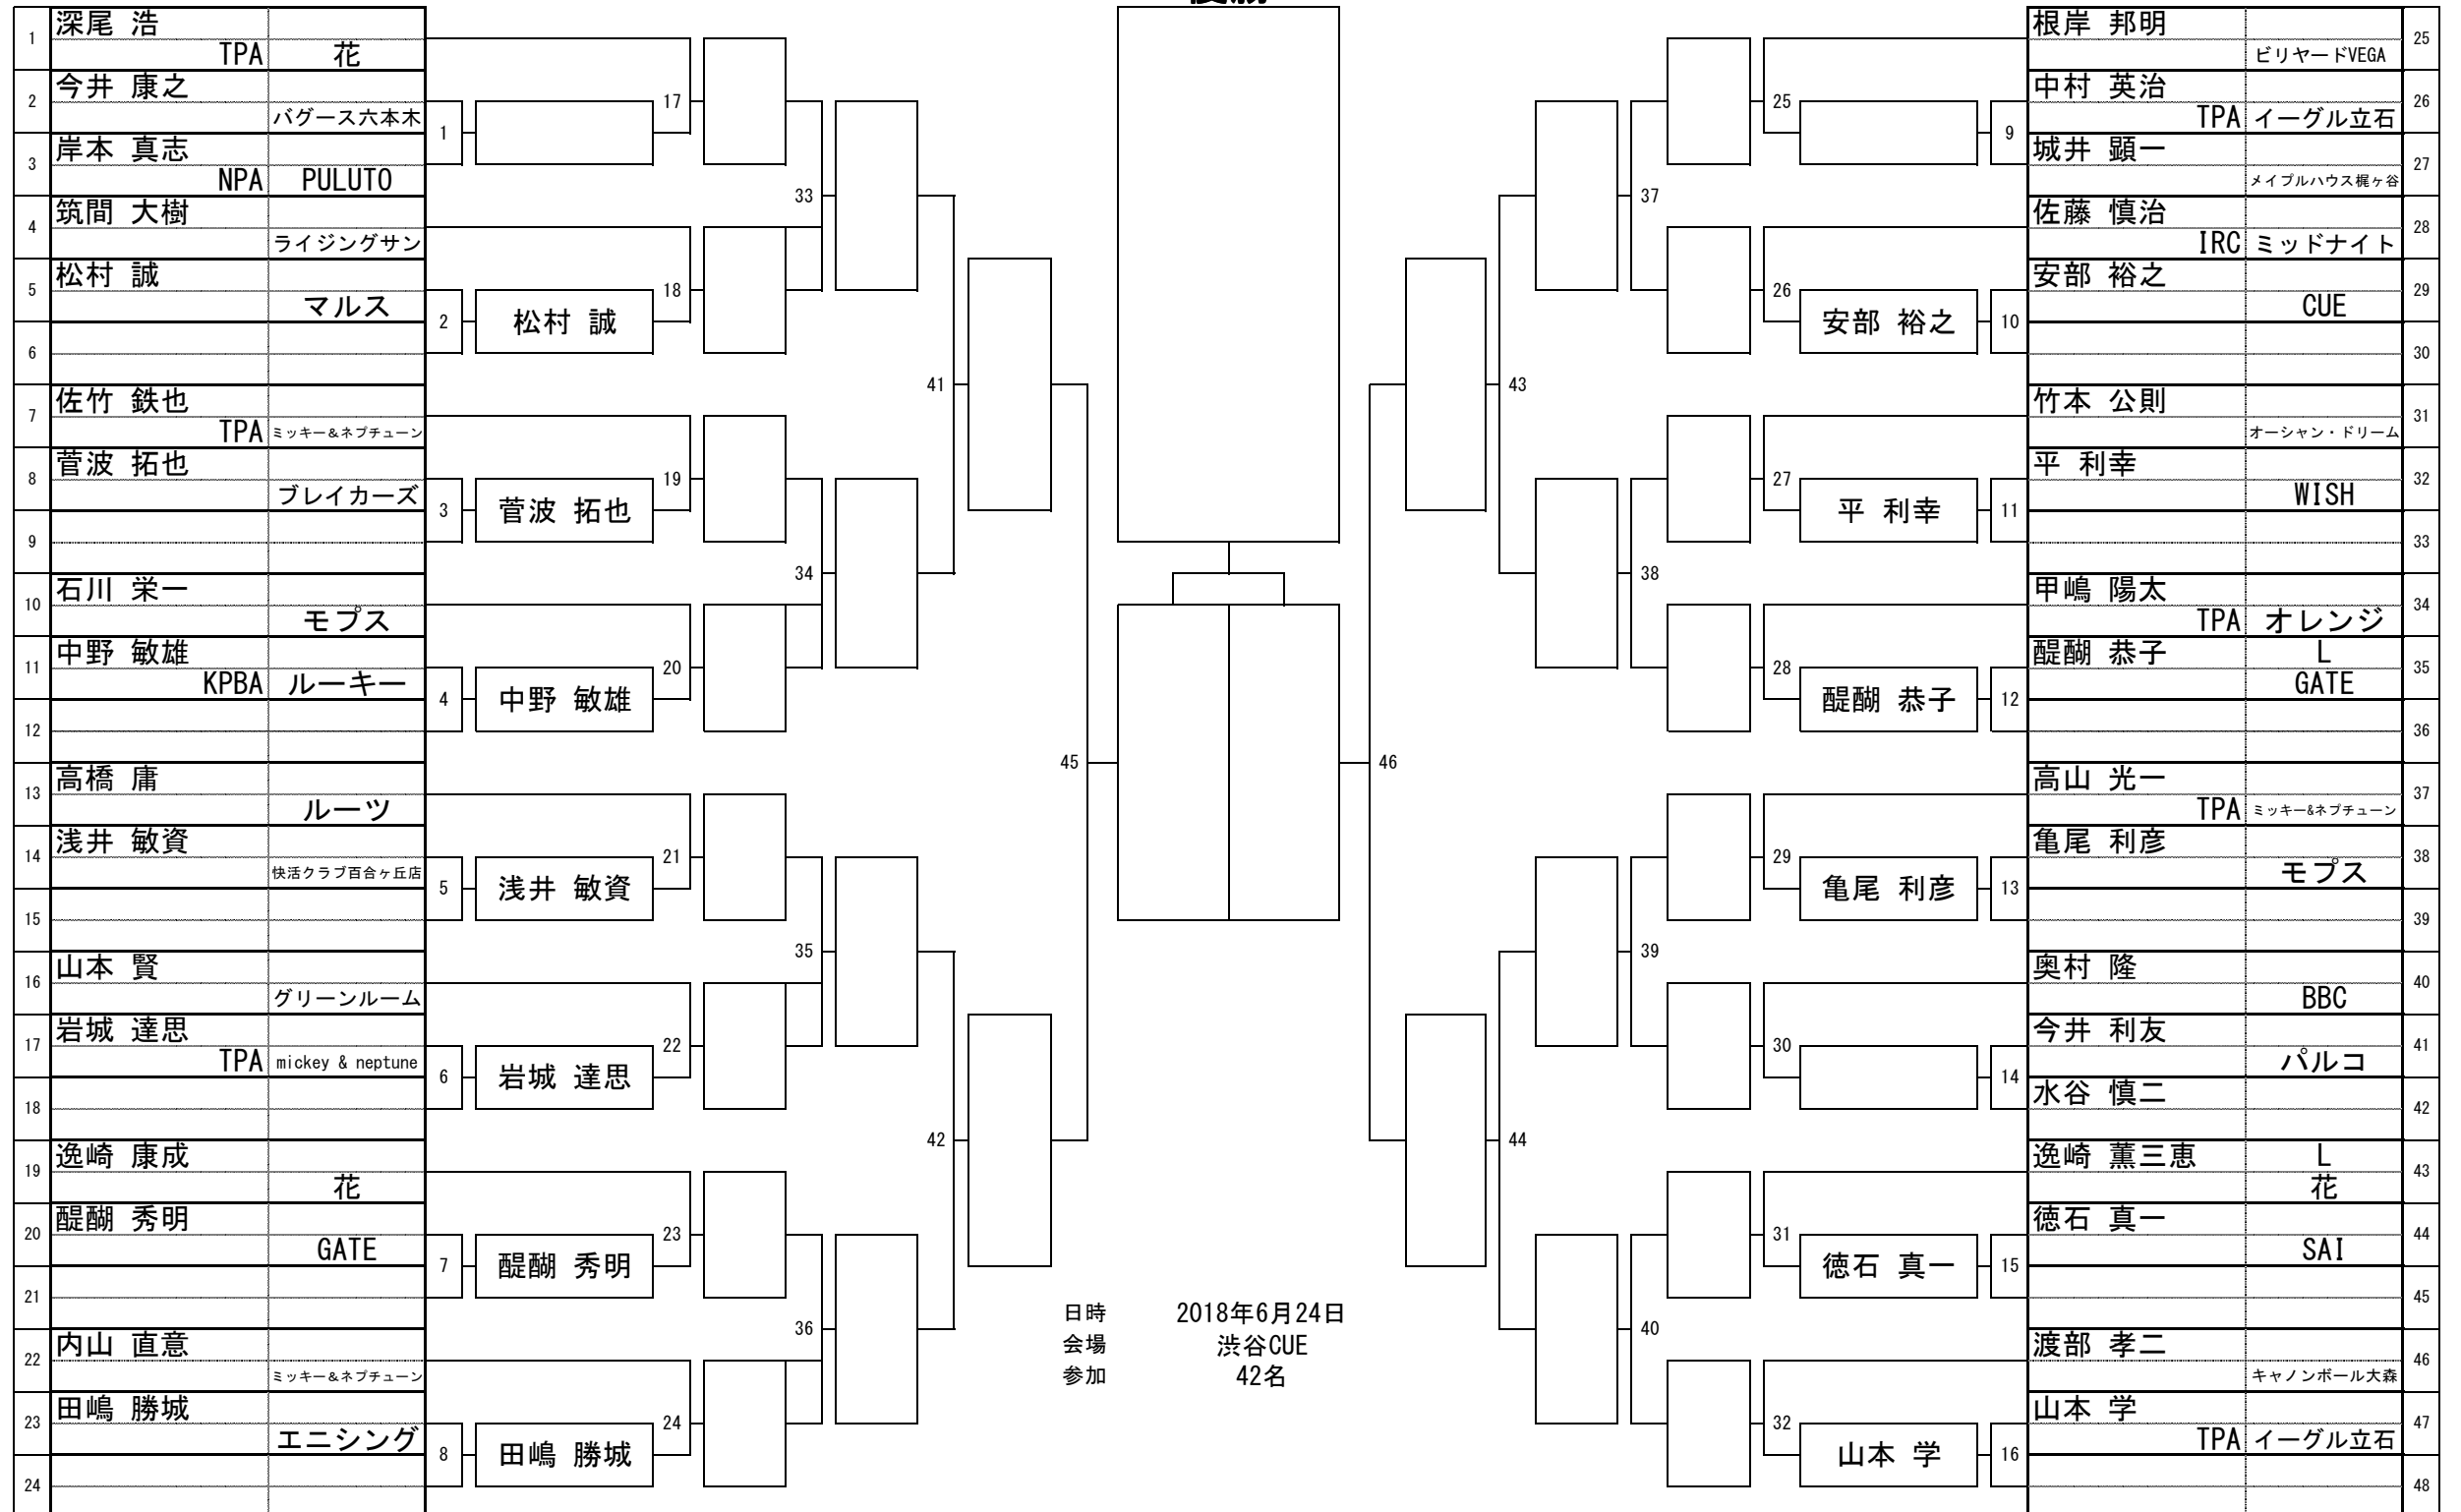 優勝
1
深尾 浩
TPA 花
2
今井 康之
バグース六本木
3
岸本 真志
NPA PULUTO
4
筑間 大樹
ライジングサン
5
松村 誠
マルス
6
7
佐竹 鉄也
TPA ミッキー&ネプチューン
8
菅波 拓也
ブレイカーズ
9
10
石川 栄一
モプス
11
中野 敏雄
KPBA ルーキー
12
13
高橋 庸
ルーツ
14
浅井 敏資
快活クラブ百合ヶ丘店
15
16
山本 賢
グリーンルーム
17
岩城 達思
TPA mickey & neptune
18
19
逸崎 康成
花
20
醍醐 秀明
GATE
21
22
内山 直意
ミッキー&ネプチューン
23
田嶋 勝城
エニシング
24
1
2
松村 誠
3
菅波 拓也
4
中野 敏雄
5
浅井 敏資
6
岩城 達思
7
醍醐 秀明
8
田嶋 勝城
17
18
19
20
21
22
23
24
33
34
35
36
41
42
45
46
日時 2018年6月24日
会場 渋谷CUE
参加 42名
43
44
37
38
39
40
25
26
27
28
29
30
31
32
9
安部 裕之 10
平 利幸 11
醍醐 恭子 12
亀尾 利彦 13
14
徳石 真一 15
山本 学 16
根岸 邦明
ビリヤードVEGA
25
中村 英治
TPA イーグル立石
26
城井 顕一
メイプルハウス梶ヶ谷
27
佐藤 慎治
IRC ミッドナイト
28
安部 裕之
CUE
29
30
竹本 公則
オーシャン・ドリーム
31
平 利幸
WISH
32
33
甲嶋 陽太
TPA オレンジ
34
醍醐 恭子 L
GATE
35
36
高山 光一
TPA ミッキー&ネプチューン
37
亀尾 利彦
モプス
38
39
奥村 隆
BBC
40
今井 利友
パルコ
41
水谷 慎二
42
逸崎 薫三恵 L
花
43
徳石 真一
SAI
44
45
渡部 孝二
キャノンボール大森
46
山本 学
TPA イーグル立石
47
48